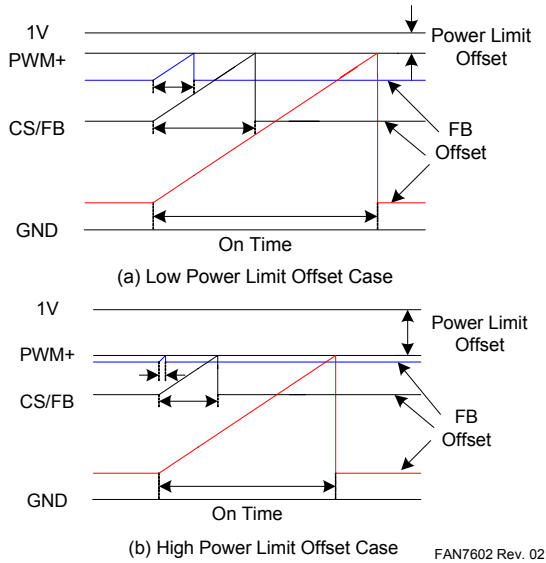 1V
Power Limit
Offset
PWM+
CS/FB
FB
Offset
GND
On Time
(a) Low Power Limit Offset Case
1V
Power Limit
Offset
PWM+
CS/FB
FB
Offset
GND
On Time
(b) High Power Limit Offset Case
FAN7602 Rev. 02